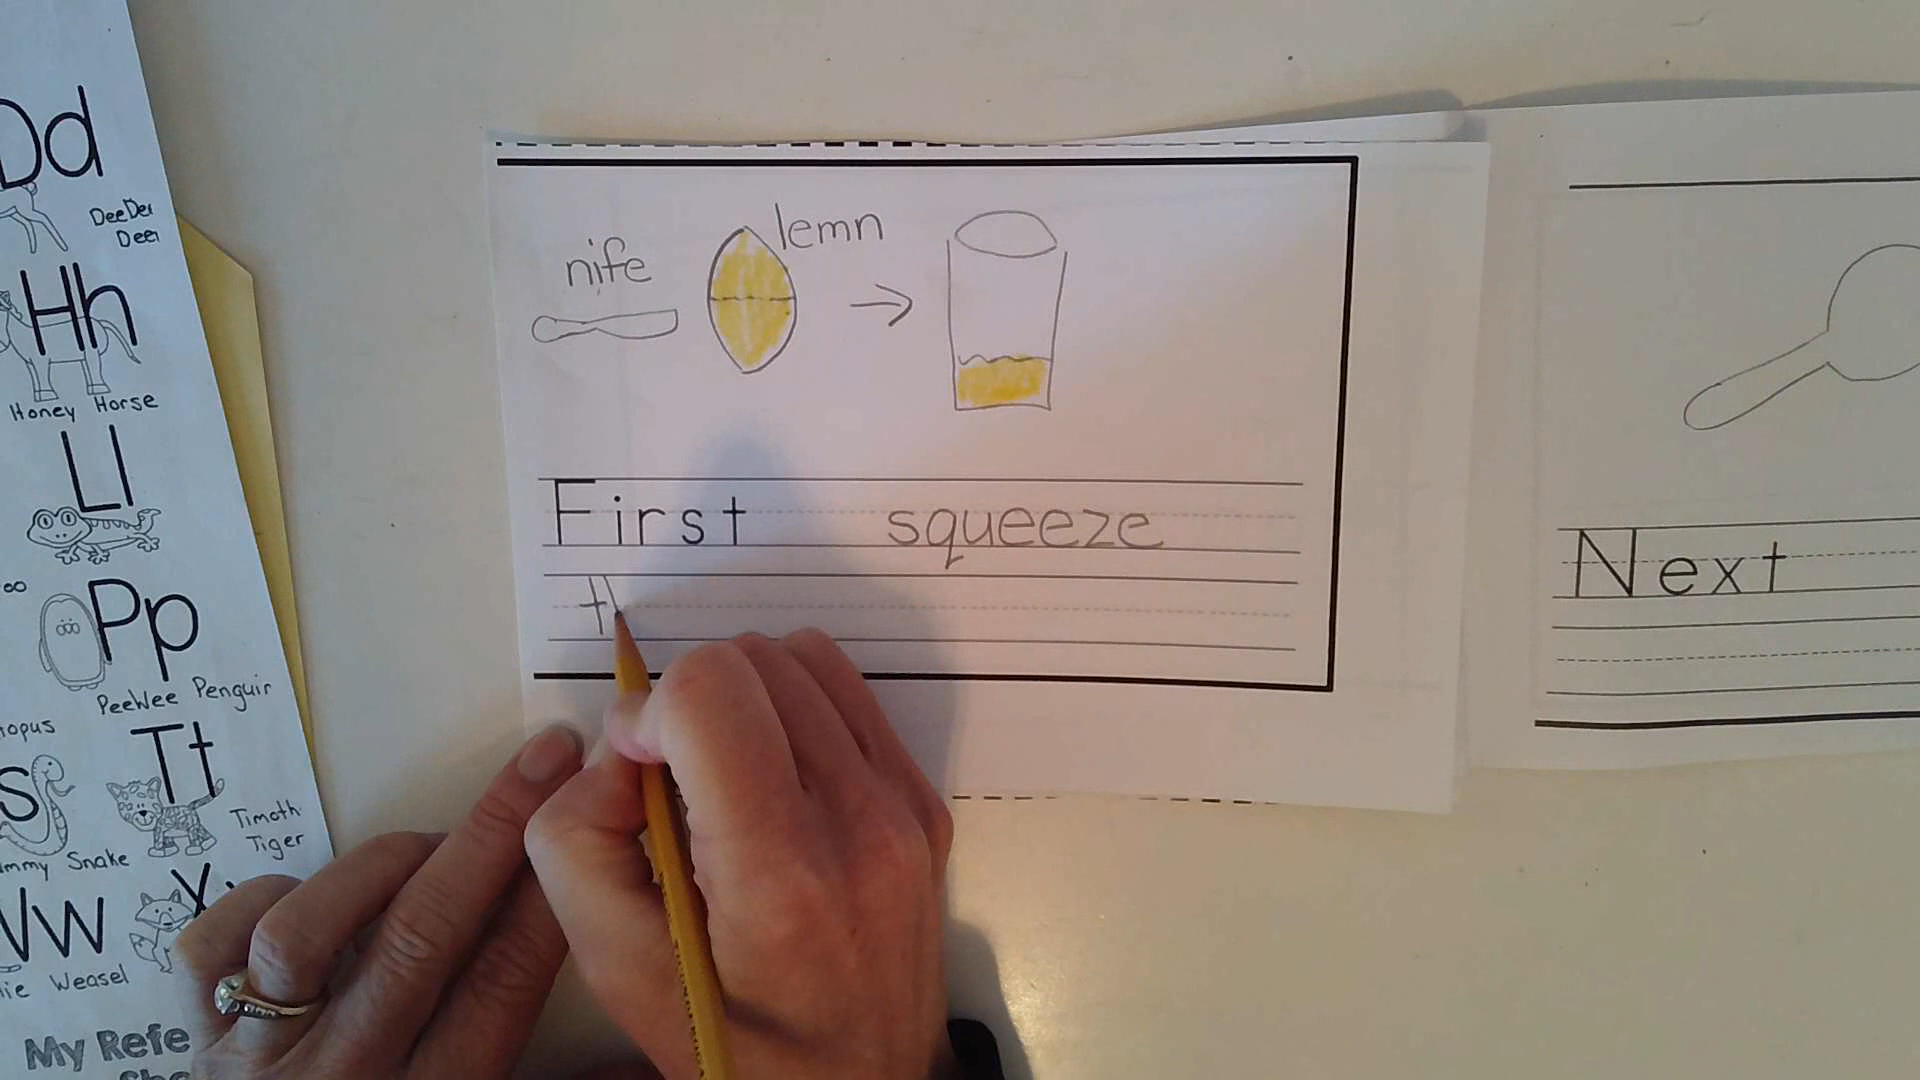 Dd
DeeDee
Deer
Hh
Honey Horse
Ll
Pp
PeeWee Penguin
Tt
Timoth
Tiger
s
Snake
Ww
Weasel
My Refe
nife
lemn
First squeeze
th
Next